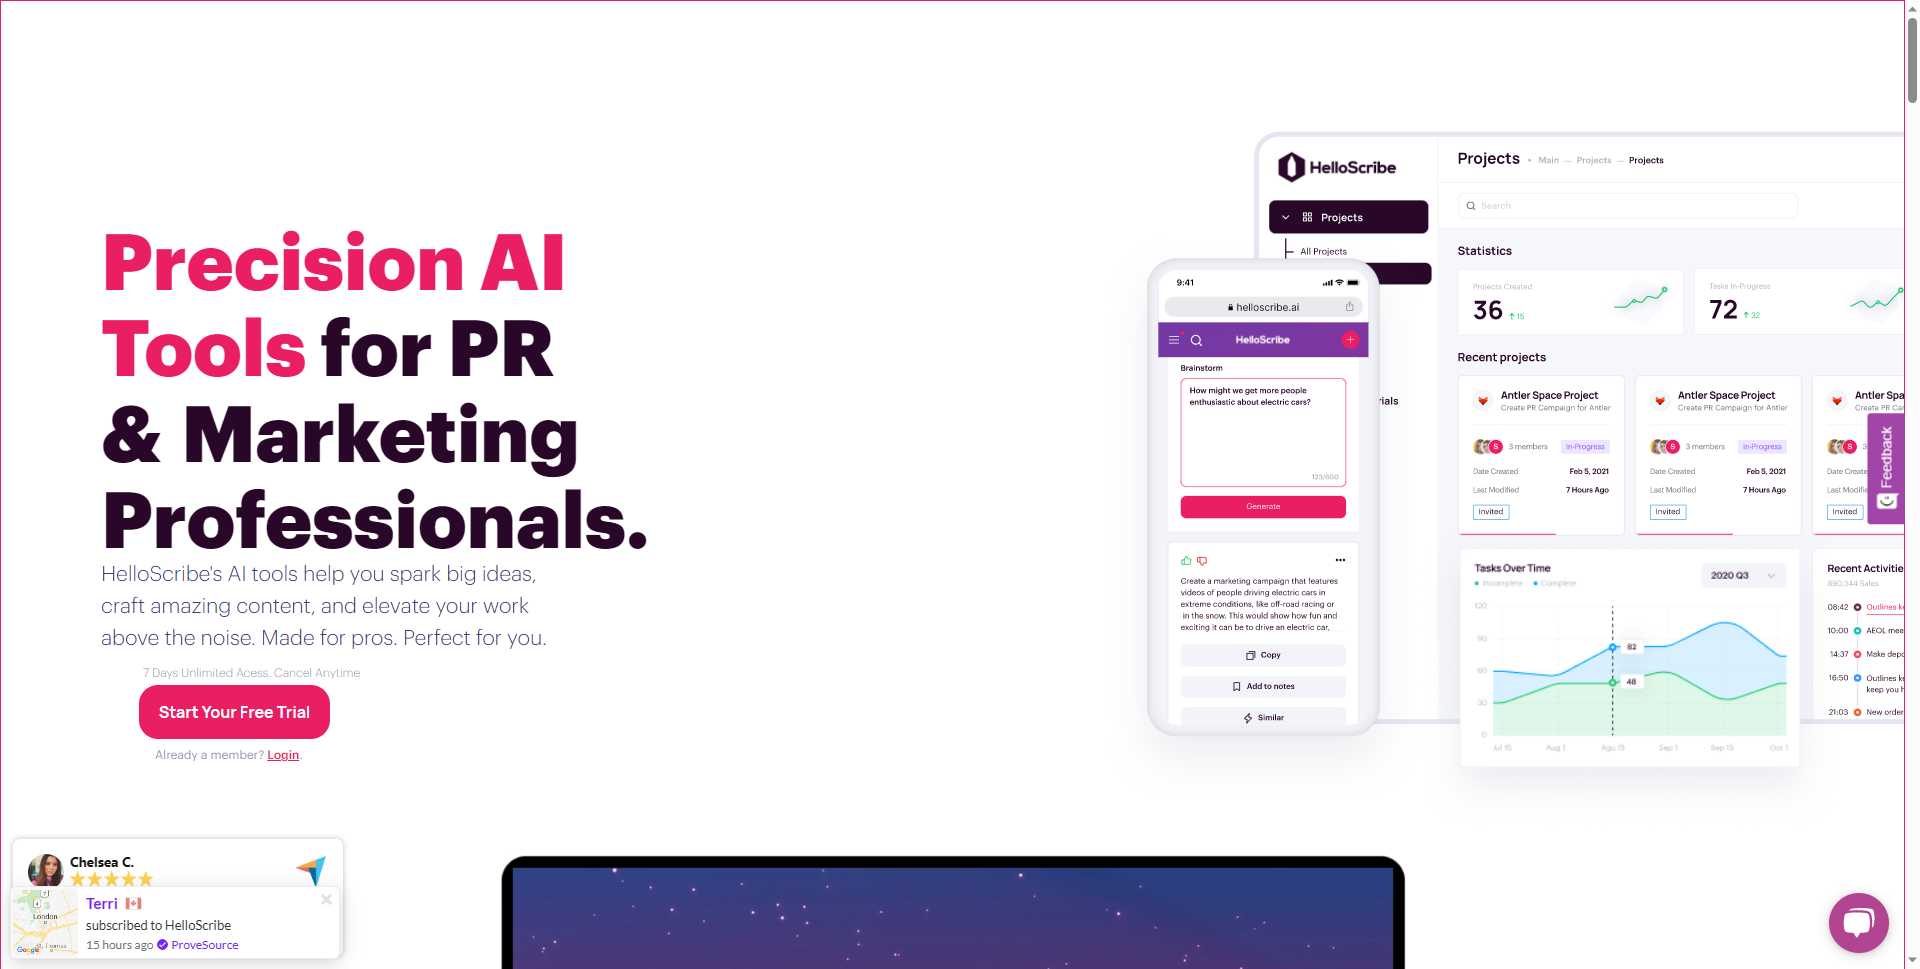 Precision AI
Tools for PR
& Marketing
Professionals.
HelloScribe's AI tools help you spark big ideas,
craft amazing content, and elevate your work
above the noise. Made for pros. Perfect for you.
7 Days Unlimited Acess. Cancel Anytime
Start Your Free Trial
Already a member? Login.
HelloScribe
Projects
All Projects
Projects • Main — Projects — Projects
Search
Statistics
Projects Created
36 ↑ 15
Tasks In-Progress
72 ↑ 32
Recent projects
Antler Space Project
Create PR Campaign for Antler
S 3 members In-Progress
Date Created Feb 5, 2021
Last Modified 7 Hours Ago
Invited
Antler Space Project
Create PR Campaign for Antler
S 3 members In-Progress
Date Created Feb 5, 2021
Last Modified 7 Hours Ago
Invited
Antler Sp
Create PR Ca
S 3
Date Create
Last Modifi
Invited
Feedback
9:41
helloscribe.ai
HelloScribe
Brainstorm
How might we get more people
enthusiastic about electric cars?
123/600
Generate
Create a marketing campaign that features
videos of people driving electric cars in
extreme conditions, like off-road racing or
in the snow. This would show how fun and
exciting it can be to drive an electric car,
Copy
Add to notes
Similar
rials
Tasks Over Time
Incomplete Complete
2020 Q3
120
90
60
30
0
82
48
Jul 15 Aug 1 Agu 15 Sep 1 Sep 15 Oct 1
Recent Activitie
890,344 Sales
08:42 Outlines k
10:00 AEOL mee
14:37 Make depo
16:50 Outlines k
keep you h
21:03 New order
Chelsea C.
London
Google
Terri
subscribed to HelloScribe
15 hours ago ProveSource